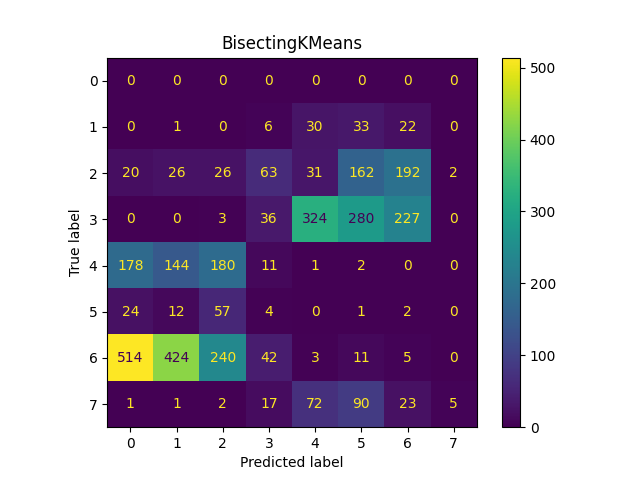 BisectingKMeans
0 0 0 0 0 0 0 0 0
1 0 1 0 6 30 33 22 0
2 20 26 26 63 31 162 192 2
3 0 0 3 36 324 280 227 0
4 178 144 180 11 1 2 0 0
5 24 12 57 4 0 1 2 0
6 514 424 240 42 3 11 5 0
7 1 1 2 17 72 90 23 5
0 1 2 3 4 5 6 7
True label
Predicted label
500
400
300
200
100
0